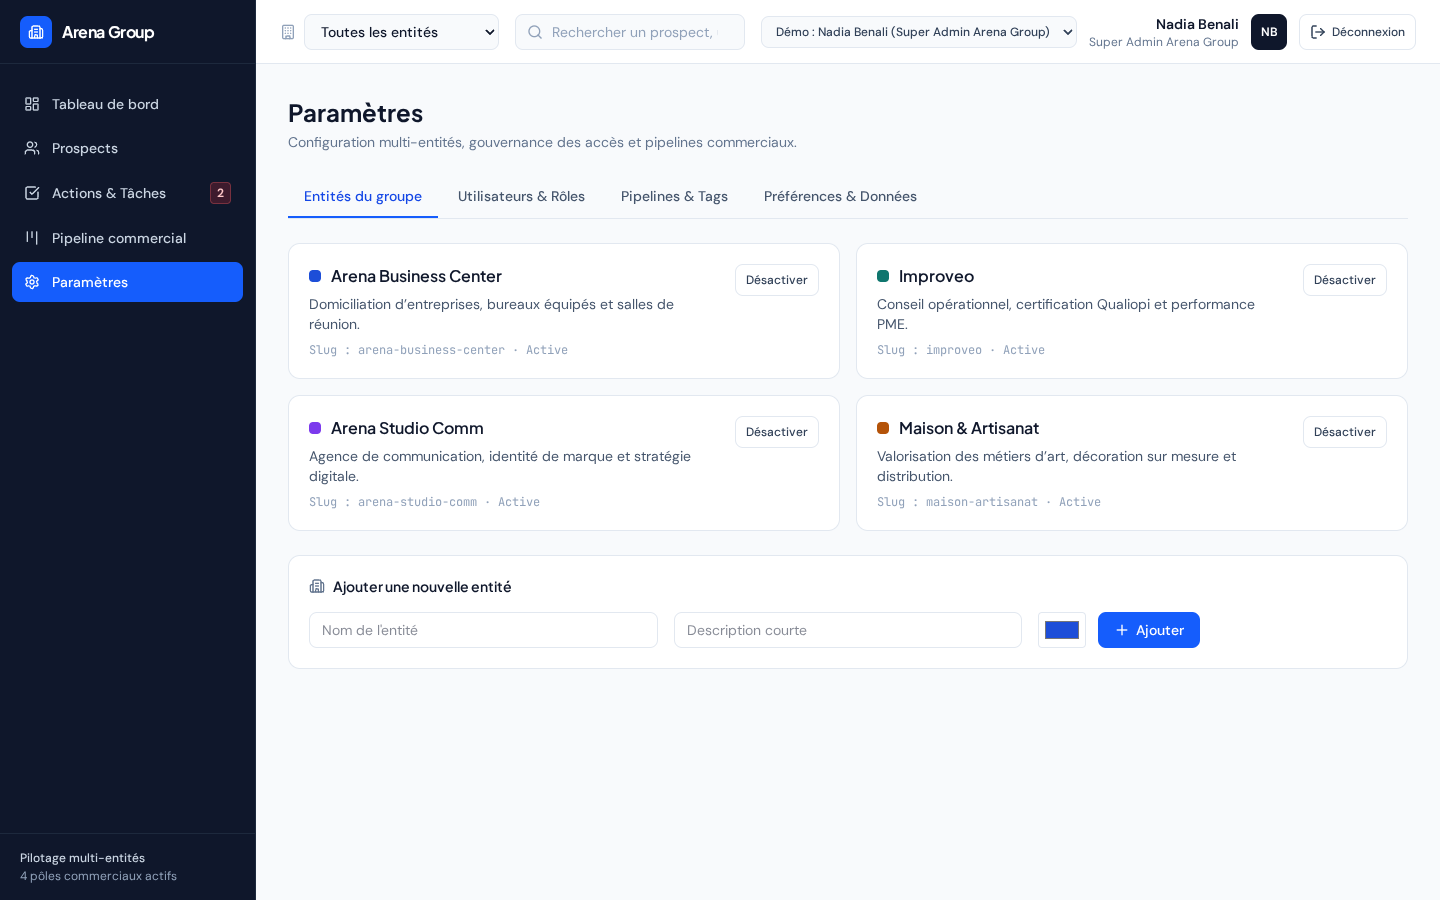 Arena Group
Toutes les entités
Rechercher un prospect,
Démo : Nadia Benali (Super Admin Arena Group)
Nadia Benali
Super Admin Arena Group
NB
Déconnexion
Tableau de bord
Prospects
Actions & Tâches
2
Pipeline commercial
Paramètres
Pilotage multi-entités
4 pôles commerciaux actifs
Paramètres
Configuration multi-entités, gouvernance des accès et pipelines commerciaux.
Entités du groupe
Utilisateurs & Rôles
Pipelines & Tags
Préférences & Données
Arena Business Center
Désactiver
Domiciliation d’entreprises, bureaux équipés et salles de
réunion.
Slug : arena-business-center · Active
Improveo
Désactiver
Conseil opérationnel, certification Qualiopi et performance
PME.
Slug : improveo · Active
Arena Studio Comm
Désactiver
Agence de communication, identité de marque et stratégie
digitale.
Slug : arena-studio-comm · Active
Maison & Artisanat
Désactiver
Valorisation des métiers d’art, décoration sur mesure et
distribution.
Slug : maison-artisanat · Active
Ajouter une nouvelle entité
Nom de l'entité
Description courte
Ajouter